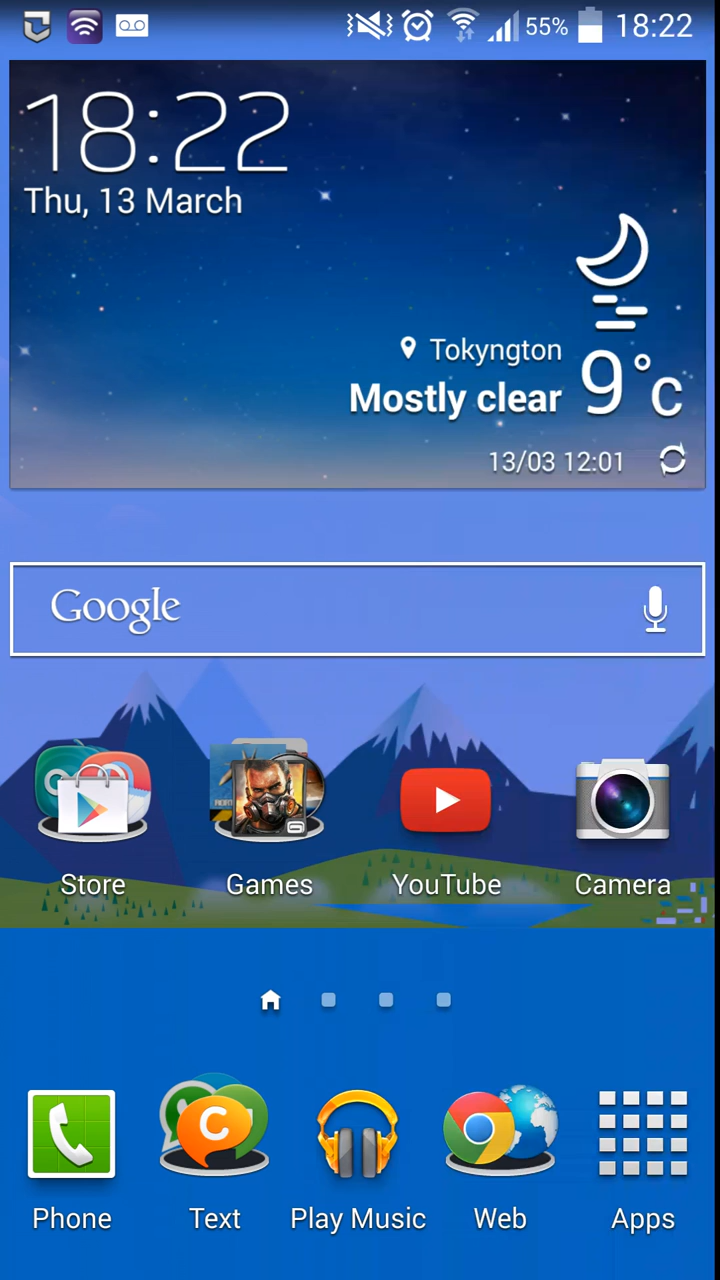 55% 18:22
18:22
Thu, 13 March
Tokyngton
Mostly clear 9°C
13/03 12:01
Google
Store Games YouTube Camera
C
Phone Text Play Music Web Apps